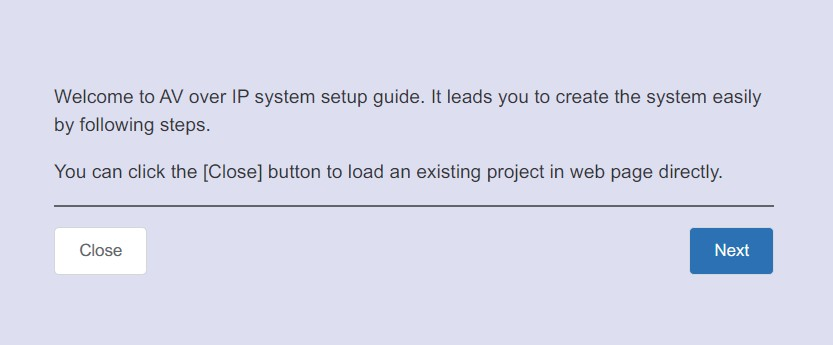 Welcome to AV over IP system setup guide. It leads you to create the system easily
by following steps.
You can click the [Close] button to load an existing project in web page directly.
Close
Next